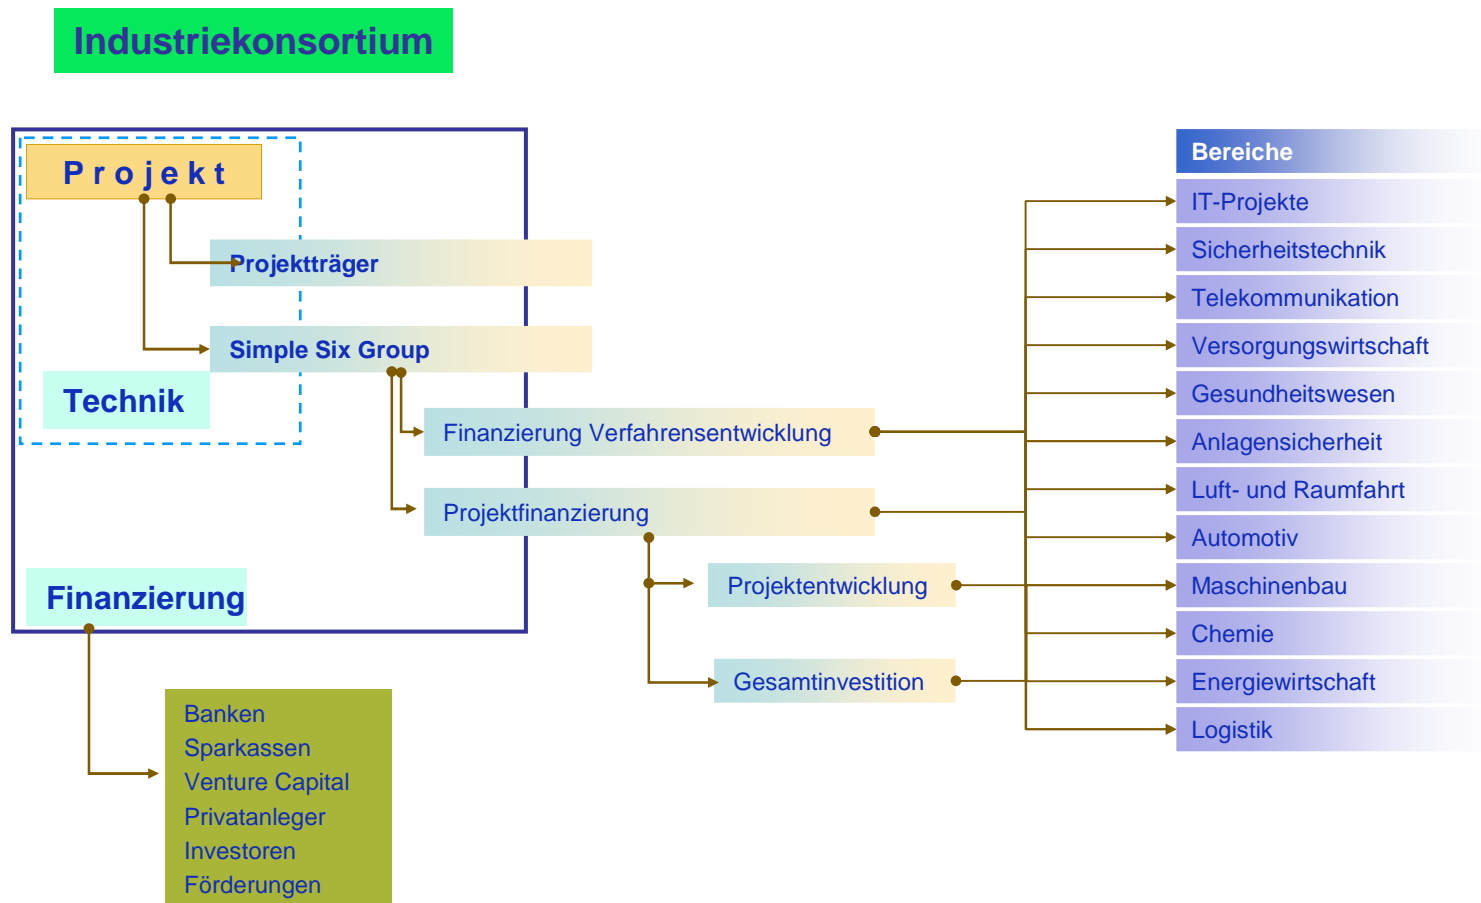 Industriekonsortium
P r o j e k t
Projektträger
Simple Six Group
Technik
Finanzierung Verfahrensentwicklung
Projektfinanzierung
Projektentwicklung
Gesamtinvestition
Finanzierung
Banken
Sparkassen
Venture Capital
Privatanleger
Investoren
Förderungen
Bereiche
IT-Projekte
Sicherheitstechnik
Telekommunikation
Versorgungswirtschaft
Gesundheitswesen
Anlagensicherheit
Luft- und Raumfahrt
Automotiv
Maschinenbau
Chemie
Energiewirtschaft
Logistik